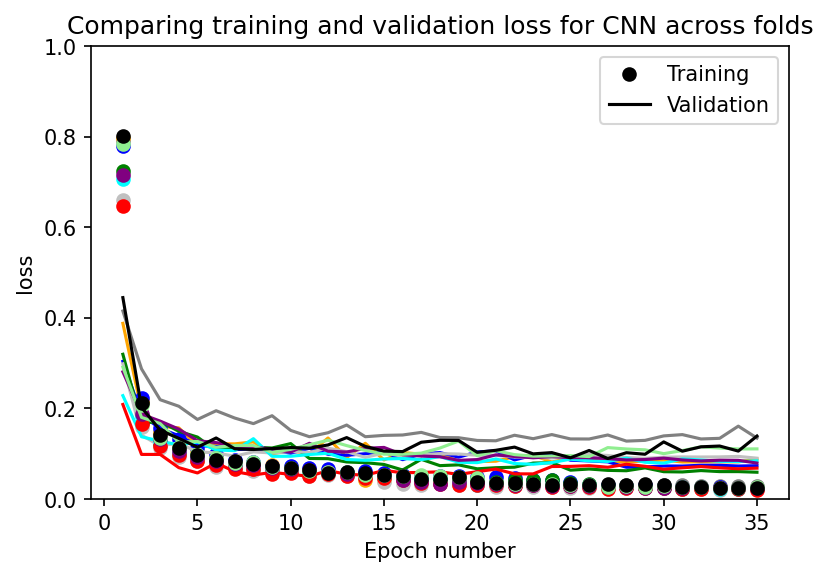 Comparing training and validation loss for CNN across folds
1.0
0.8
0.6
0.4
0.2
0.0
loss
Training
Validation
0 5 10 15 20 25 30 35
Epoch number